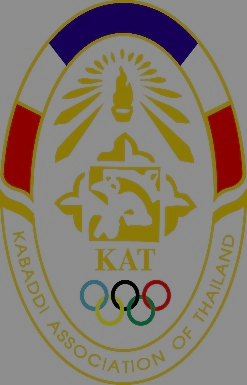 KAT
KABADDI ASSOCIATION OF THAILAND